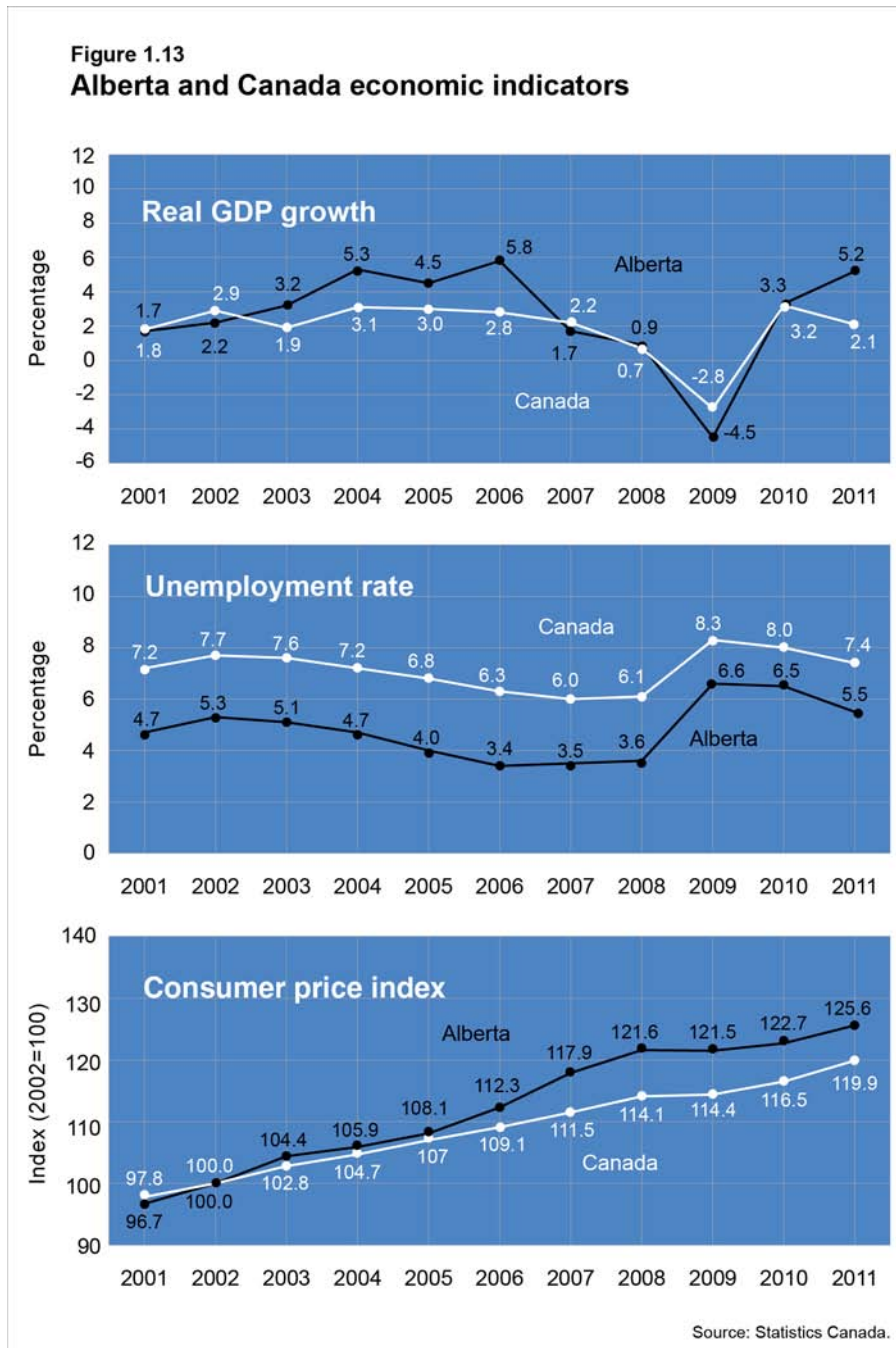 Figure 1.13
Alberta and Canada economic indicators
Real GDP growth
Percentage
12
10
8
6
4
2
0
-2
-4
-6
Alberta
1.7 2.2 3.2 5.3 4.5 5.8 1.7 0.9 -4.5 3.3 5.2
Canada
1.8 2.9 1.9 3.1 3.0 2.8 2.2 0.7 -2.8 3.2 2.1
2001 2002 2003 2004 2005 2006 2007 2008 2009 2010 2011
Unemployment rate
Percentage
12
10
8
6
4
2
0
Canada
7.2 7.7 7.6 7.2 6.8 6.3 6.0 6.1 8.3 8.0 7.4
Alberta
4.7 5.3 5.1 4.7 4.0 3.4 3.5 3.6 6.6 6.5 5.5
2001 2002 2003 2004 2005 2006 2007 2008 2009 2010 2011
Consumer price index
Index (2002=100)
140
130
120
110
100
90
Alberta
96.7 100.0 104.4 105.9 108.1 112.3 117.9 121.6 121.5 122.7 125.6
Canada
97.8 100.0 102.8 104.7 107 109.1 111.5 114.1 114.4 116.5 119.9
2001 2002 2003 2004 2005 2006 2007 2008 2009 2010 2011
Source: Statistics Canada.